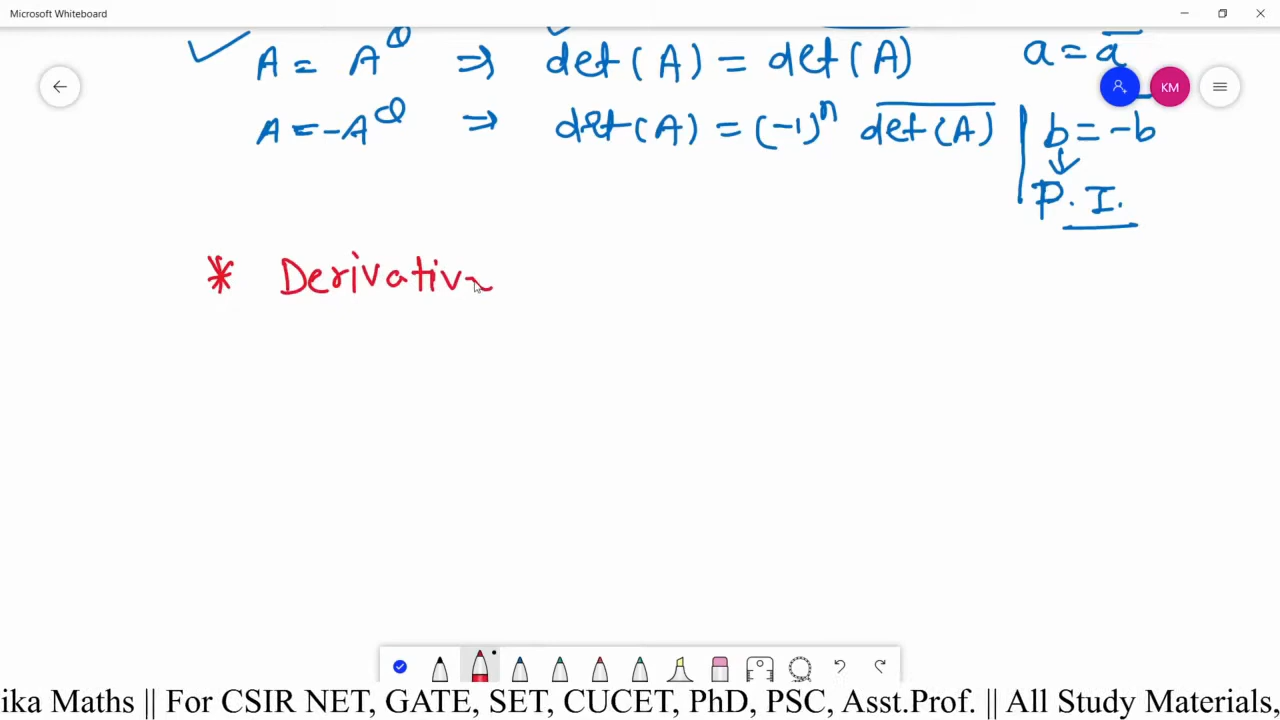 Microsoft Whiteboard
A = A^θ ⇒ det(A) = det(A) a = a̅
KM
A = -A^θ ⇒ det(A) = (-1)^n \overline{det(A)} b = -b
P. I.
* Derivativ
ika Maths || For CSIR NET, GATE, SET, CUCET, PhD, PSC, Asst.Prof. || All Study Materials,